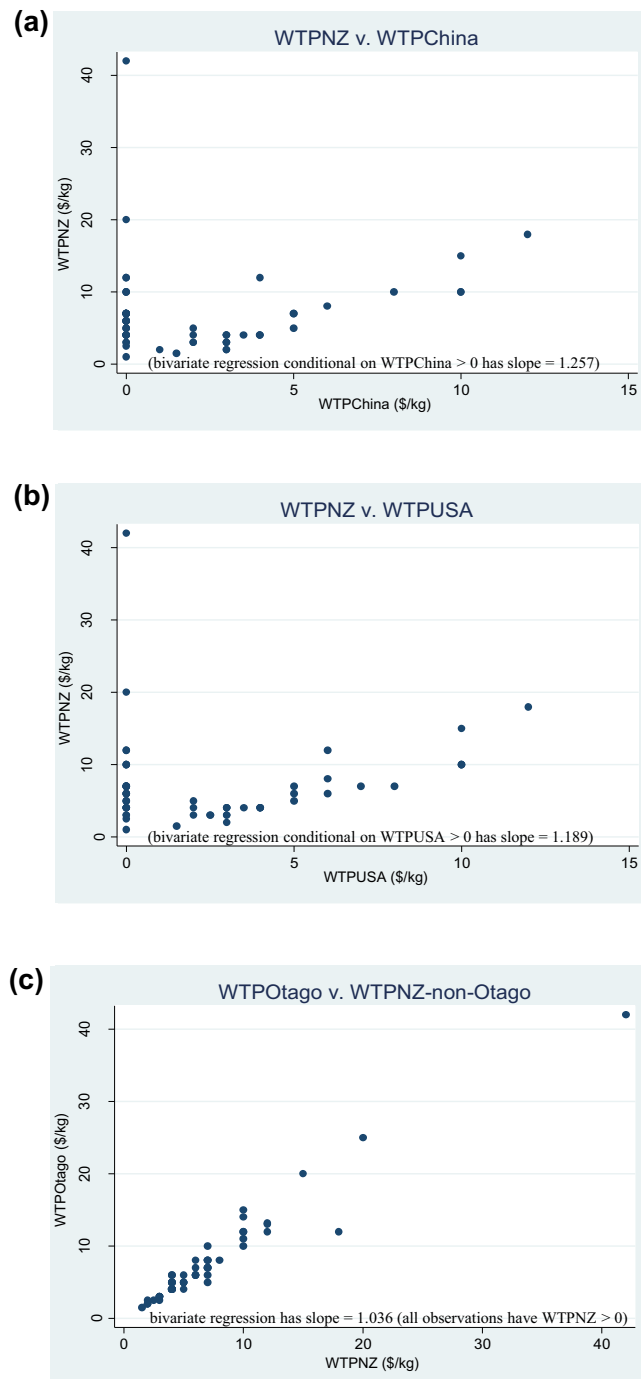 (a)
WTPNZ v. WTPChina
40
30
20
10
0
WTPNZ ($/kg)
(bivariate regression conditional on WTPChina > 0 has slope = 1.257)
0 5 10 15
WTPChina ($/kg)
(b)
WTPNZ v. WTPUSA
40
30
20
10
0
WTPNZ ($/kg)
(bivariate regression conditional on WTPUSA > 0 has slope = 1.189)
0 5 10 15
WTPUSA ($/kg)
(c)
WTPOtago v. WTPNZ-non-Otago
40
30
20
10
0
WTPOtago ($/kg)
bivariate regression has slope = 1.036 (all observations have WTPNZ > 0)
0 10 20 30 40
WTPNZ ($/kg)